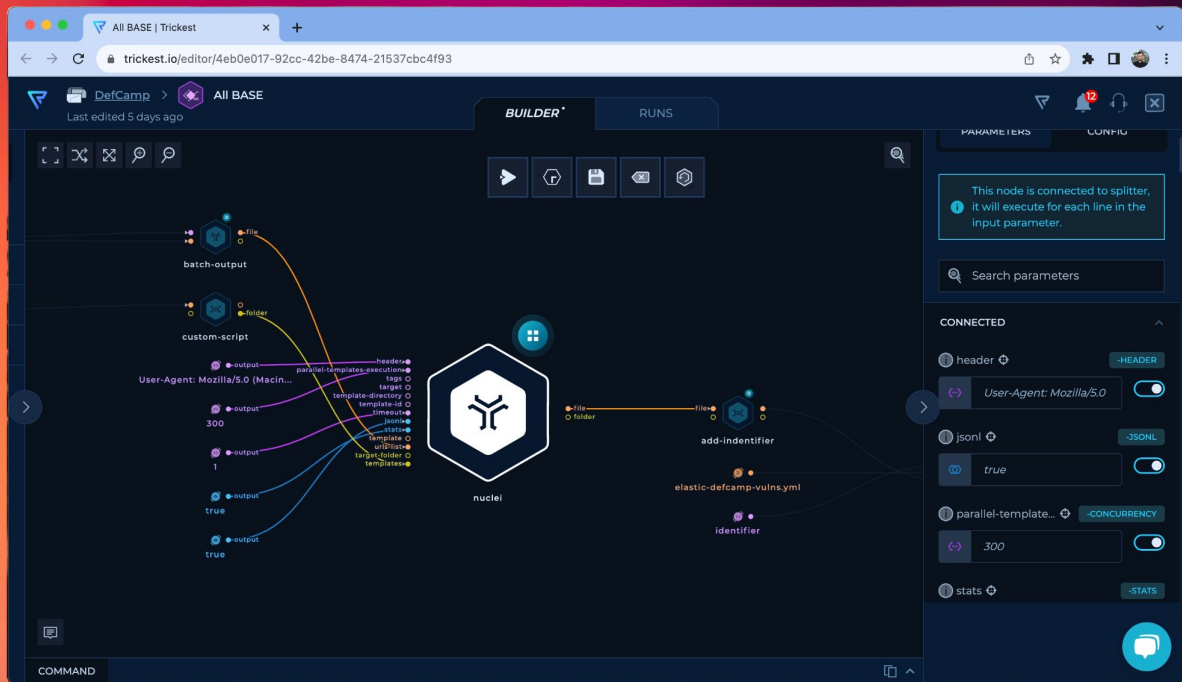 All BASE | Trickest
trickest.io/editor/4eb0e017-92cc-42be-8474-21537cbc4f93
DefCamp > All BASE
Last edited 5 days ago
BUILDER
RUNS
12
PARAMETERS
CONFIG
This node is connected to splitter,
it will execute for each line in the
input parameter.
Search parameters
CONNECTED
header
-HEADER
User-Agent: Mozilla/5.0
jsonl
-JSONL
true
parallel-template...
-CONCURRENCY
300
stats
-STATS
file
batch-output
folder
custom-script
output
User-Agent: Mozilla/5.0 (Macin...
output
300
output
1
output
true
output
true
header
parallel-templates-execution
tags
target
template-directory
template-id
timeout
jsonl
stats
template
urls-list
target-folder
templates
nuclei
file
folder
file
add-indentifier
elastic-defcamp-vulns.yml
identifier
COMMAND